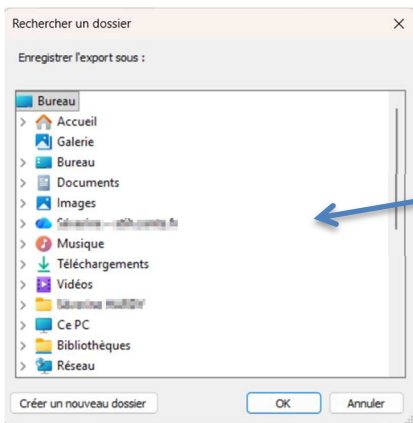 Rechercher un dossier
Enregistrer l'export sous :
Bureau
Accueil
Galerie
Bureau
Documents
Images
Musique
Téléchargements
Vidéos
Ce PC
Bibliothèques
Réseau
Créer un nouveau dossier
OK
Annuler